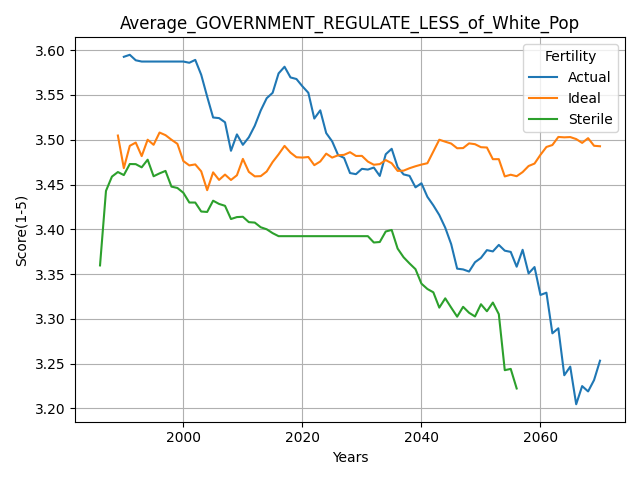 Average_GOVERNMENT_REGULATE_LESS_of_White_Pop
Fertility
Actual
Ideal
Sterile
Score(1-5)
3.60
3.55
3.50
3.45
3.40
3.35
3.30
3.25
3.20
2000 2020 2040 2060
Years